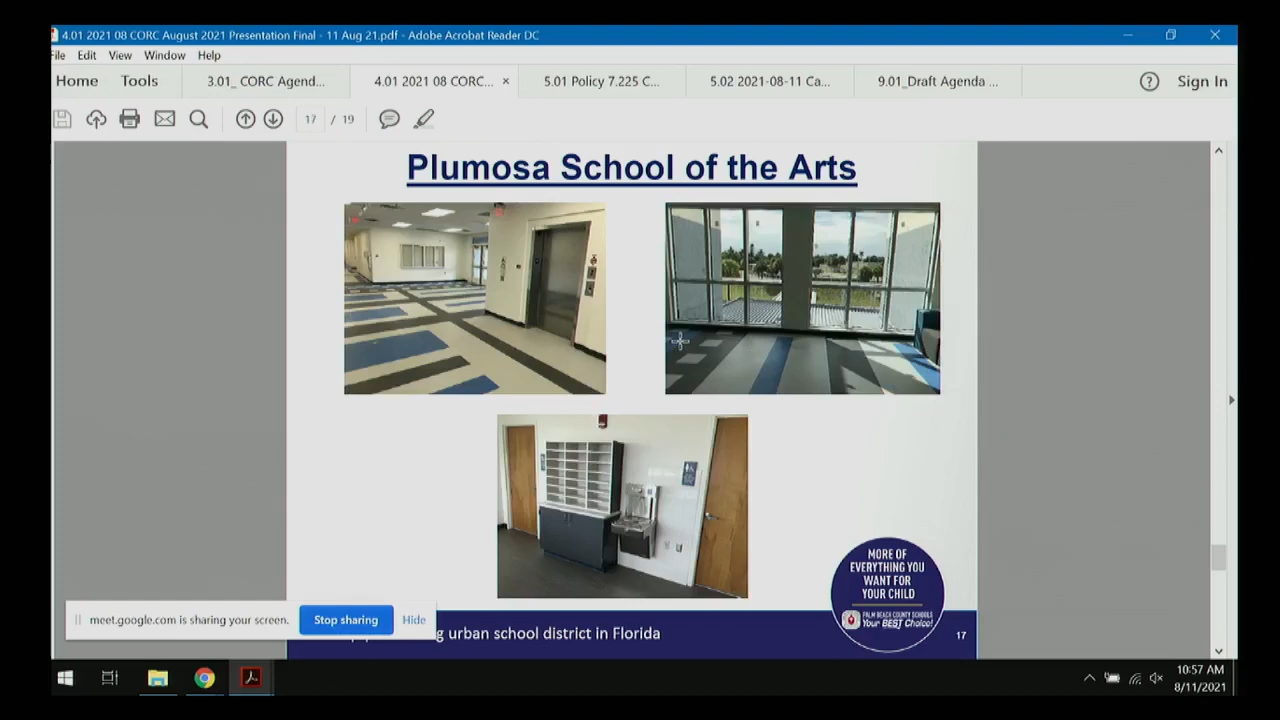 4.01 2021 08 CORC August 2021 Presentation Final - 11 Aug 21.pdf - Adobe Acrobat Reader DC
File Edit View Window Help
Home Tools 3.01_ CORC Agend... 4.01 2021 08 CORC... × 5.01 Policy 7.225 C... 5.02 2021-08-11 Ca... 9.01_Draft Agenda ... Sign In
17 / 19
Plumosa School of the Arts
MORE OF
EVERYTHING YOU
WANT FOR
YOUR CHILD
PALM BEACH COUNTY SCHOOLS
Your BEST Choice!
meet.google.com is sharing your screen. Stop sharing Hide
urban school district in Florida
17
10:57 AM
8/11/2021